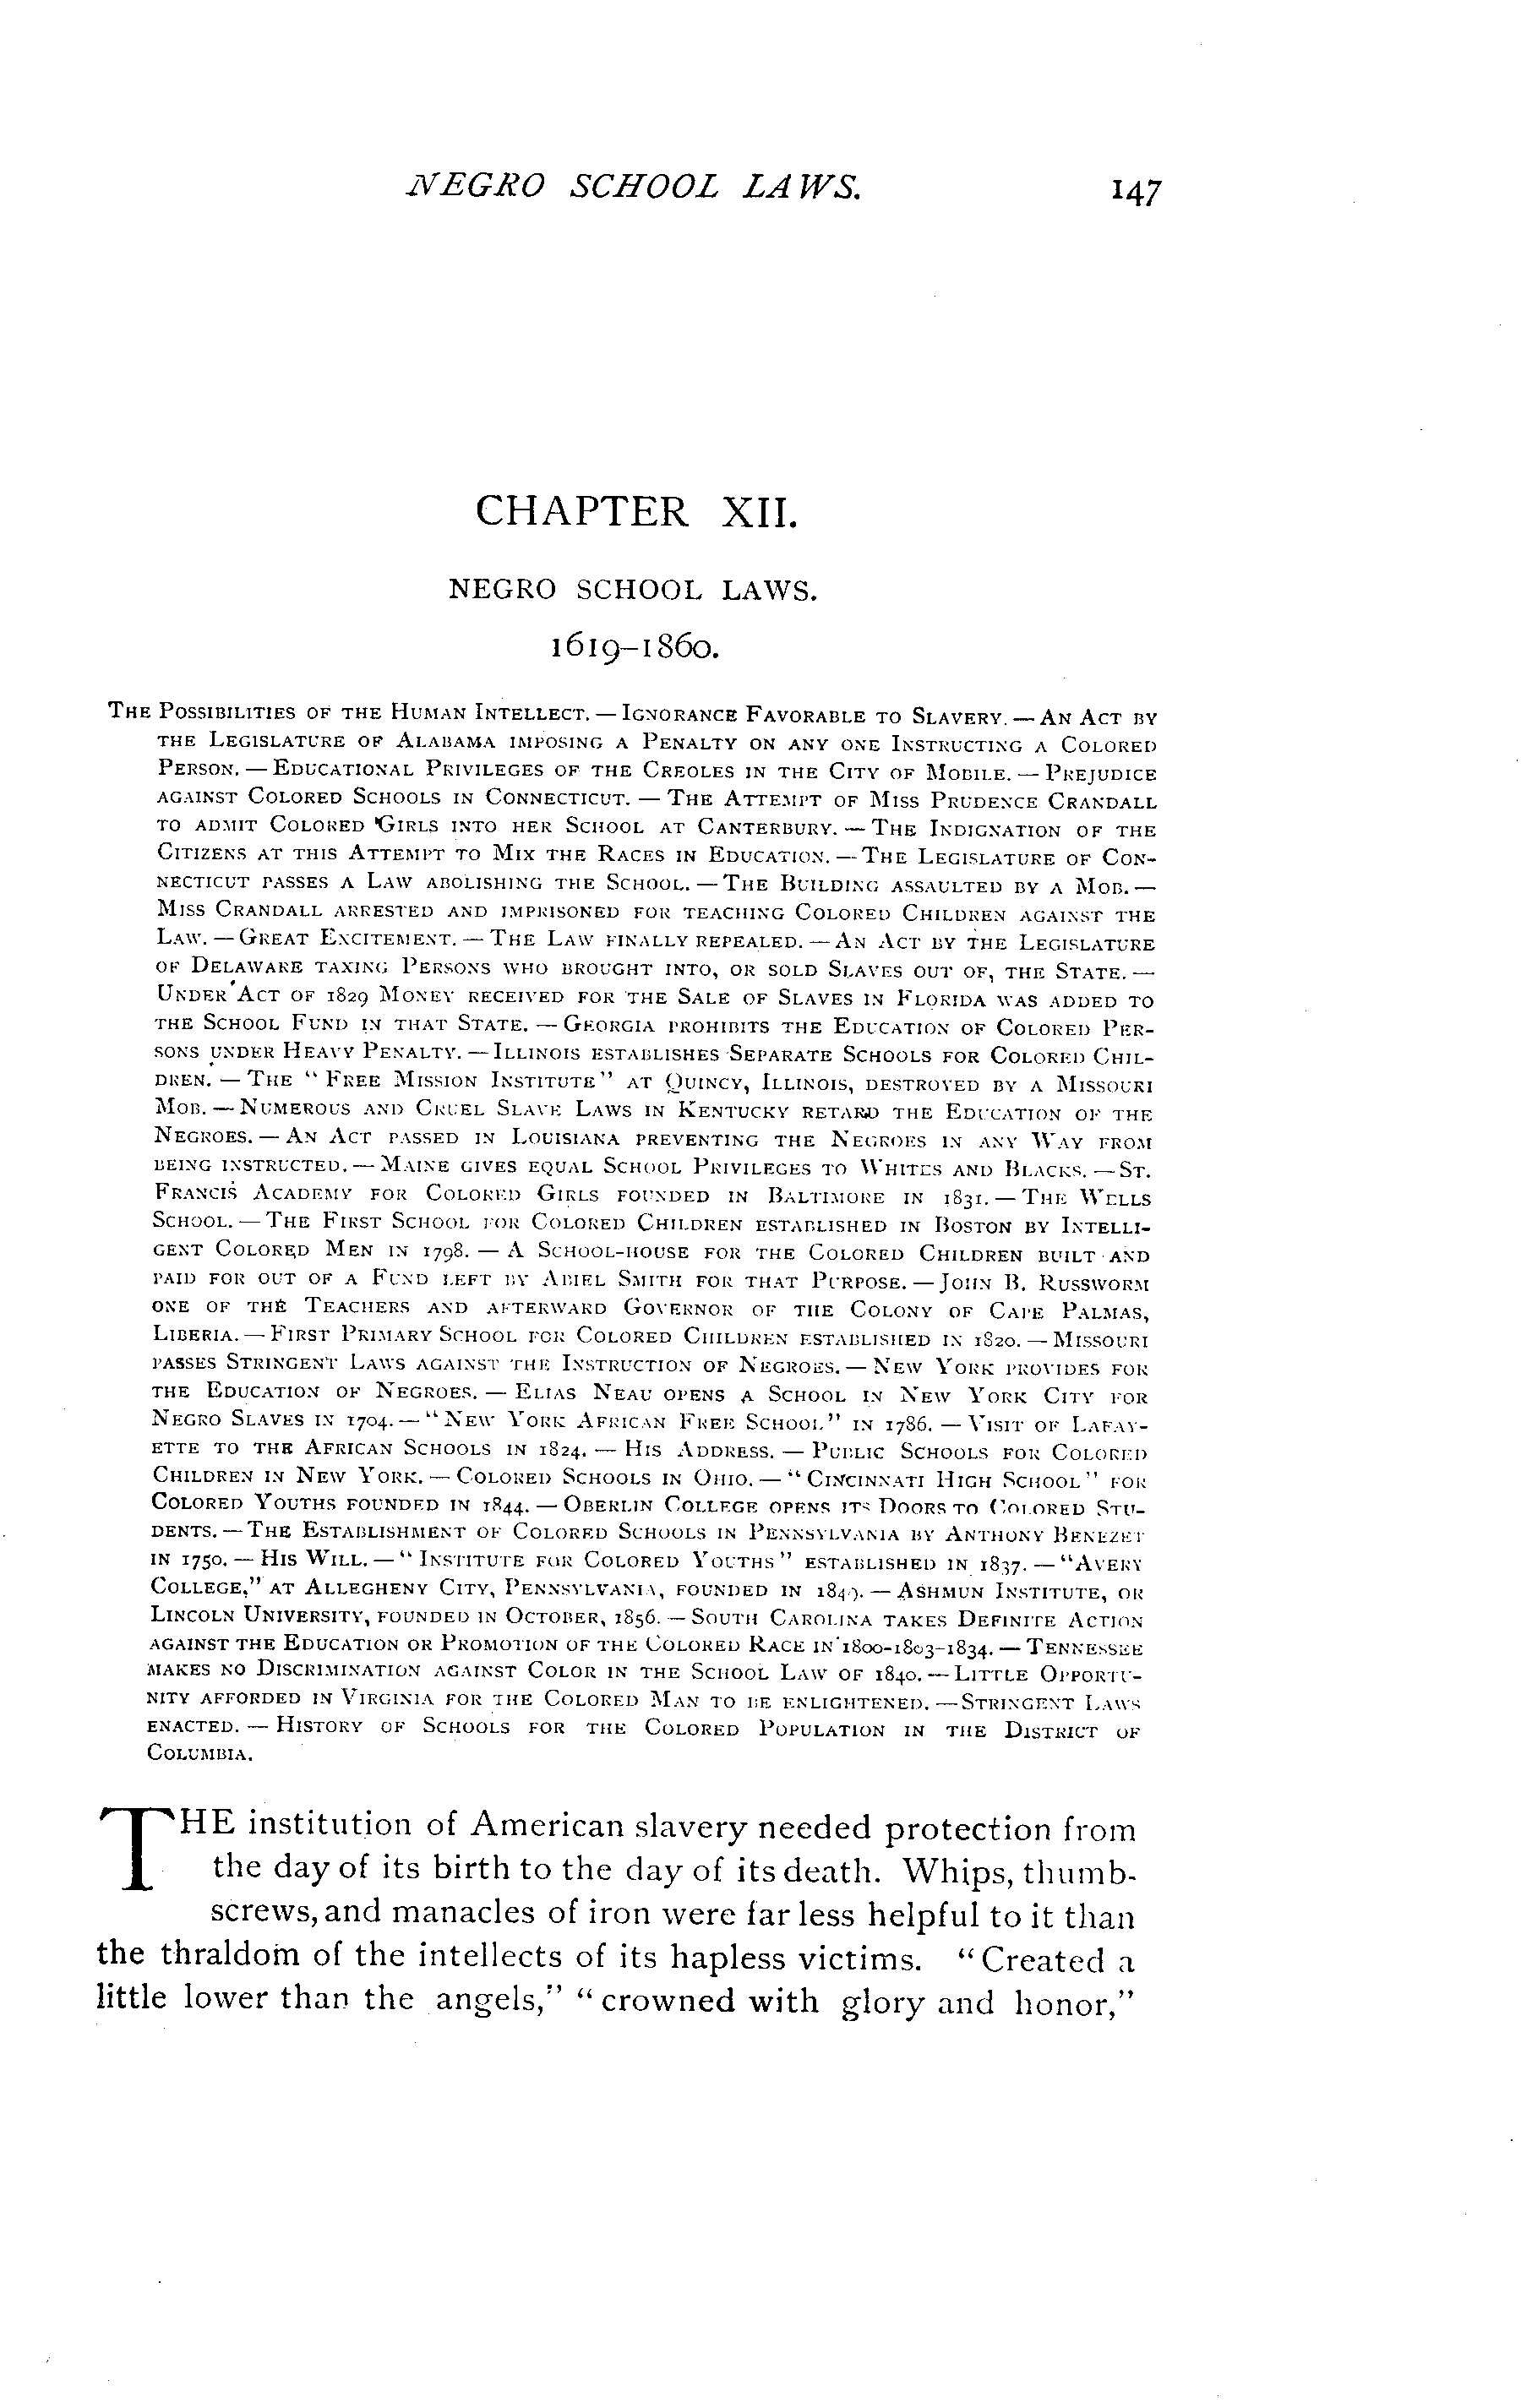 NEGRO SCHOOL LAWS. 147
CHAPTER XII.
NEGRO SCHOOL LAWS.
1619–1860.
THE POSSIBILITIES OF THE HUMAN INTELLECT. — IGNORANCE FAVORABLE TO SLAVERY. — AN ACT BY
THE LEGISLATURE OF ALABAMA IMPOSING A PENALTY ON ANY ONE INSTRUCTING A COLORED
PERSON. — EDUCATIONAL PRIVILEGES OF THE CREOLES IN THE CITY OF MOBILE. — PREJUDICE
AGAINST COLORED SCHOOLS IN CONNECTICUT. — THE ATTEMPT OF MISS PRUDENCE CRANDALL
TO ADMIT COLORED GIRLS INTO HER SCHOOL AT CANTERBURY. — THE INDIGNATION OF THE
CITIZENS AT THIS ATTEMPT TO MIX THE RACES IN EDUCATION. — THE LEGISLATURE OF CON-
NECTICUT PASSES A LAW ABOLISHING THE SCHOOL. — THE BUILDING ASSAULTED BY A MOB. —
MISS CRANDALL ARRESTED AND IMPRISONED FOR TEACHING COLORED CHILDREN AGAINST THE
LAW. — GREAT EXCITEMENT. — THE LAW FINALLY REPEALED. — AN ACT BY THE LEGISLATURE
OF DELAWARE TAXING PERSONS WHO BROUGHT INTO, OR SOLD SLAVES OUT OF, THE STATE. —
UNDER ACT OF 1829 MONEY RECEIVED FOR THE SALE OF SLAVES IN FLORIDA WAS ADDED TO
THE SCHOOL FUND IN THAT STATE. — GEORGIA PROHIBITS THE EDUCATION OF COLORED PER-
SONS UNDER HEAVY PENALTY. — ILLINOIS ESTABLISHES SEPARATE SCHOOLS FOR COLORED CHIL-
DREN. — THE "FREE MISSION INSTITUTE" AT QUINCY, ILLINOIS, DESTROYED BY A MISSOURI
MOB. — NUMEROUS AND CRUEL SLAVE LAWS IN KENTUCKY RETARD THE EDUCATION OF THE
NEGROES. — AN ACT PASSED IN LOUISIANA PREVENTING THE NEGROES IN ANY WAY FROM
BEING INSTRUCTED. — MAINE GIVES EQUAL SCHOOL PRIVILEGES TO WHITES AND BLACKS. — ST.
FRANCIS ACADEMY FOR COLORED GIRLS FOUNDED IN BALTIMORE IN 1831. — THE WELLS
SCHOOL. — THE FIRST SCHOOL FOR COLORED CHILDREN ESTABLISHED IN BOSTON BY INTELLI-
GENT COLORED MEN IN 1798. — A SCHOOL-HOUSE FOR THE COLORED CHILDREN BUILT AND
PAID FOR OUT OF A FUND LEFT BY ABIEL SMITH FOR THAT PURPOSE. — JOHN B. RUSSWORM
ONE OF THE TEACHERS AND AFTERWARD GOVERNOR OF THE COLONY OF CAPE PALMAS,
LIBERIA. — FIRST PRIMARY SCHOOL FOR COLORED CHILDREN ESTABLISHED IN 1820. — MISSOURI
PASSES STRINGENT LAWS AGAINST THE INSTRUCTION OF NEGROES. — NEW YORK PROVIDES FOR
THE EDUCATION OF NEGROES. — ELIAS NEAU OPENS A SCHOOL IN NEW YORK CITY FOR
NEGRO SLAVES IN 1704. — "NEW YORK AFRICAN FREE SCHOOL" IN 1786. — VISIT OF LAFAY-
ETTE TO THE AFRICAN SCHOOLS IN 1824. — HIS ADDRESS. — PUBLIC SCHOOLS FOR COLORED
CHILDREN IN NEW YORK. — COLORED SCHOOLS IN OHIO. — "CINCINNATI HIGH SCHOOL" FOR
COLORED YOUTHS FOUNDED IN 1844. — OBERLIN COLLEGE OPENS ITS DOORS TO COLORED STU-
DENTS. — THE ESTABLISHMENT OF COLORED SCHOOLS IN PENNSYLVANIA BY ANTHONY BENEZET
IN 1750. — HIS WILL. — "INSTITUTE FOR COLORED YOUTHS" ESTABLISHED IN 1837. — "AVERY
COLLEGE," AT ALLEGHENY CITY, PENNSYLVANIA, FOUNDED IN 1849. — ASHMUN INSTITUTE, OR
LINCOLN UNIVERSITY, FOUNDED IN OCTOBER, 1856. — SOUTH CAROLINA TAKES DEFINITE ACTION
AGAINST THE EDUCATION OR PROMOTION OF THE COLORED RACE IN 1800-1803-1834. — TENNESSEE
MAKES NO DISCRIMINATION AGAINST COLOR IN THE SCHOOL LAW OF 1840. — LITTLE OPPORTU-
NITY AFFORDED IN VIRGINIA FOR THE COLORED MAN TO BE ENLIGHTENED. — STRINGENT LAWS
ENACTED. — HISTORY OF SCHOOLS FOR THE COLORED POPULATION IN THE DISTRICT OF
COLUMBIA.
THE institution of American slavery needed protection from
the day of its birth to the day of its death. Whips, thumb-
screws, and manacles of iron were far less helpful to it than
the thraldom of the intellects of its hapless victims. "Created a
little lower than the angels," "crowned with glory and honor,"